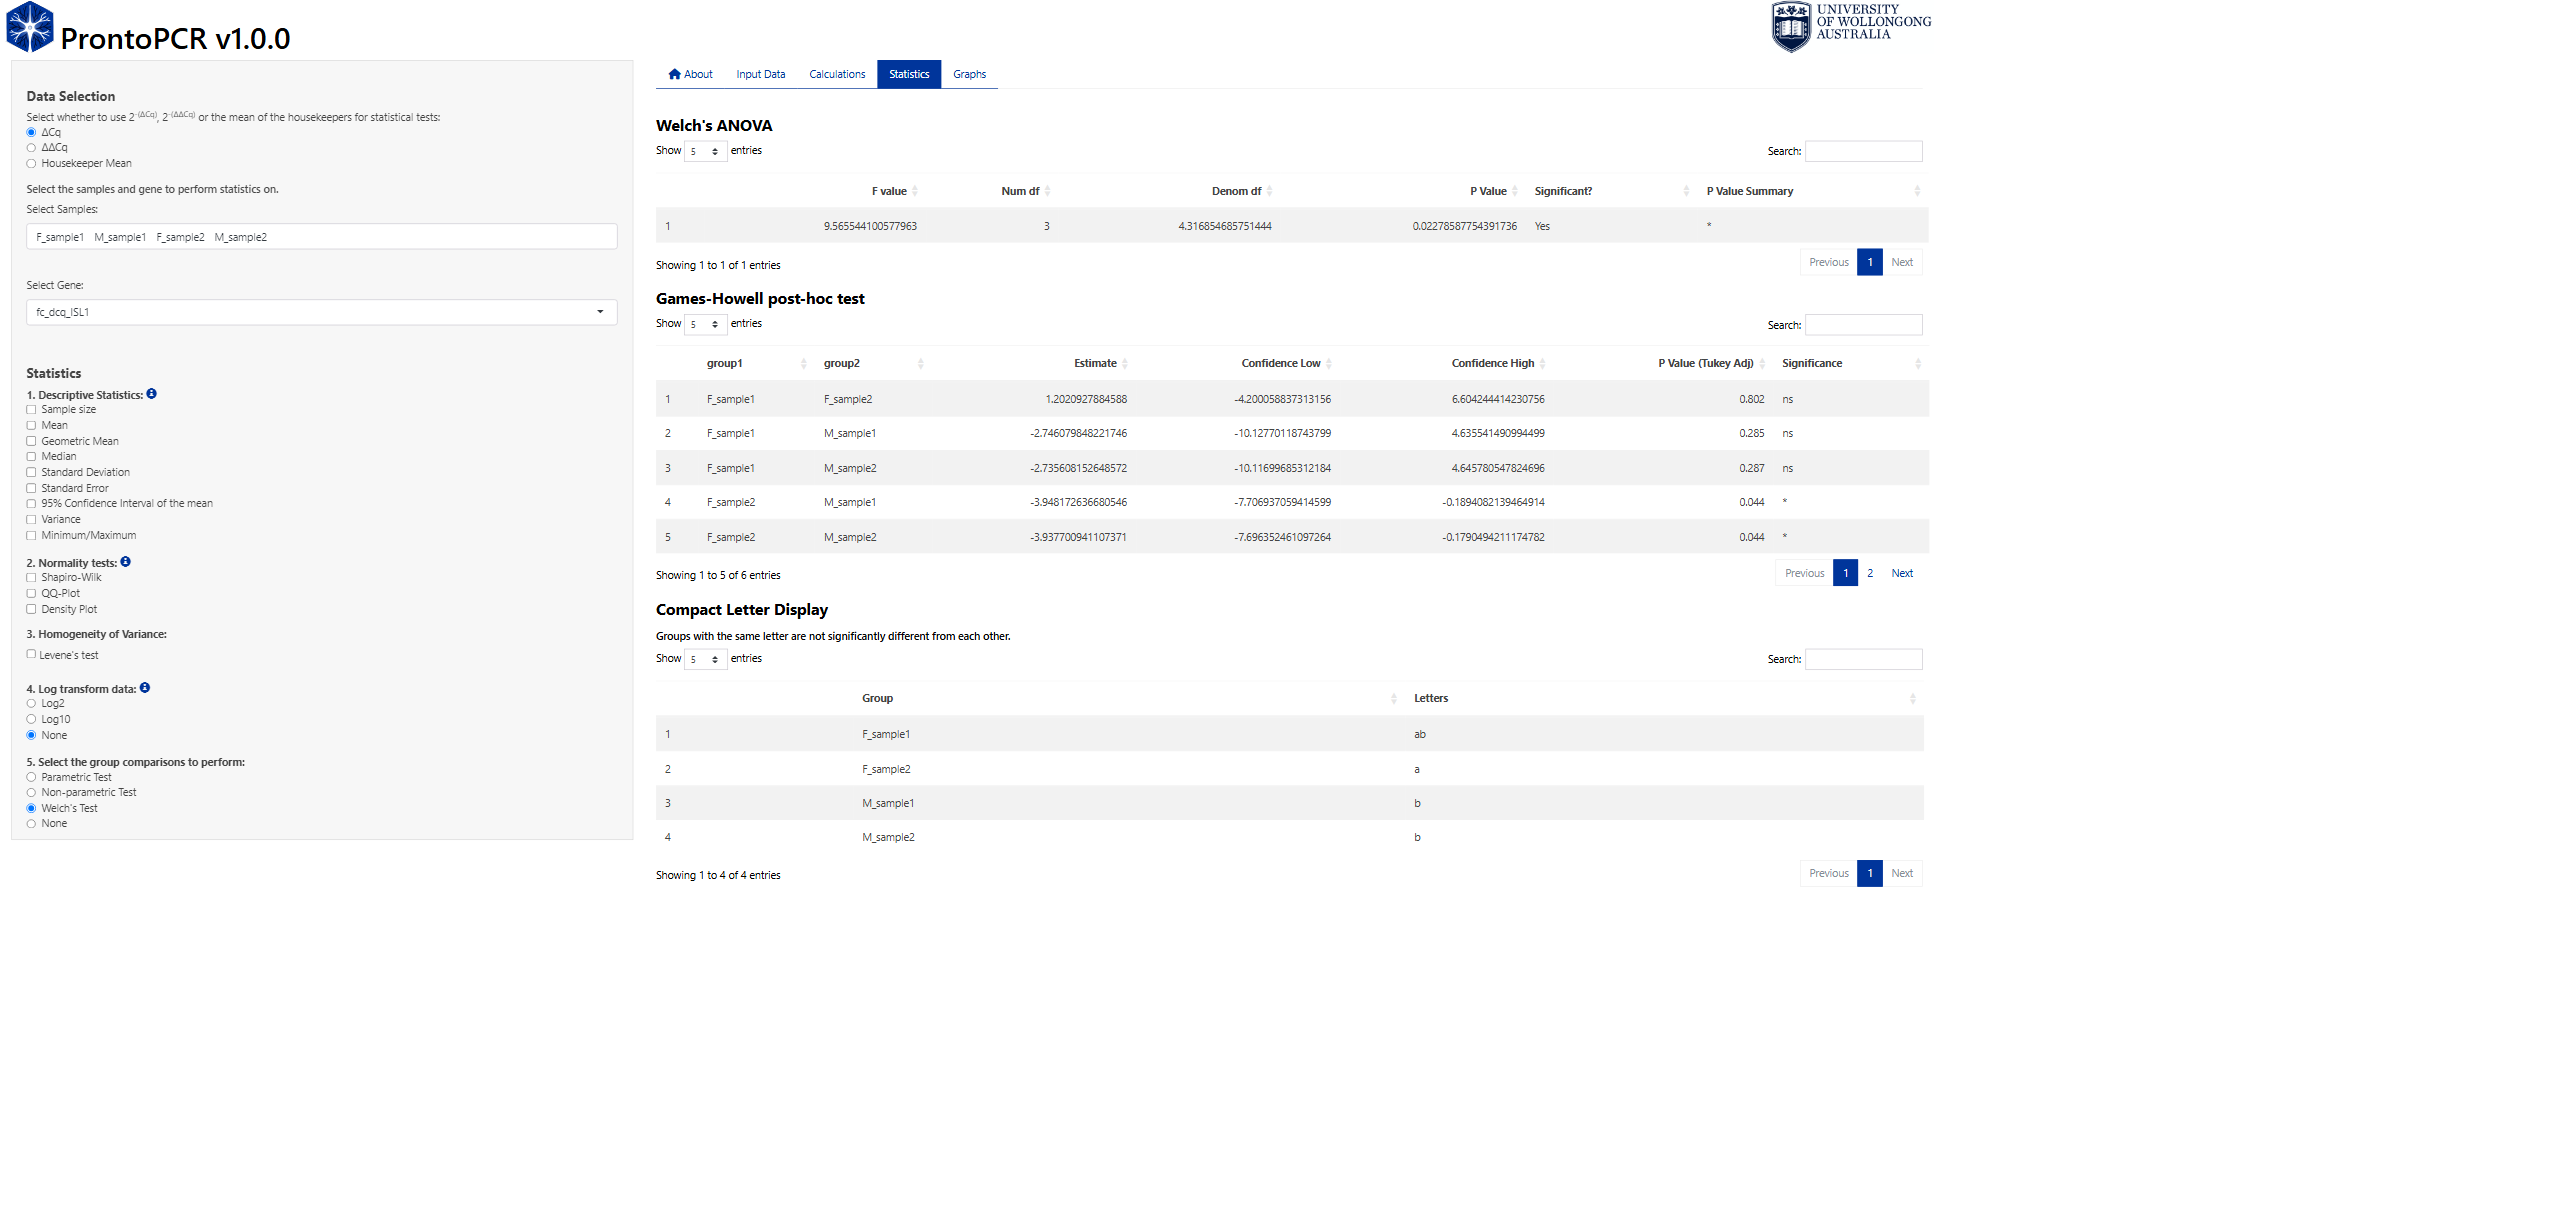 ProntoPCR v1.0.0
UNIVERSITY
OF WOLLONGONG
AUSTRALIA
Data Selection
Select whether to use 2^-(ΔCq), 2^-(ΔΔCq) or the mean of the housekeepers for statistical tests:
ΔCq
ΔΔCq
Housekeeper Mean
Select the samples and gene to perform statistics on.
Select Samples:
F_sample1 M_sample1 F_sample2 M_sample2
Select Gene:
fc_dcq_ISL1
Statistics
1. Descriptive Statistics:
Sample size
Mean
Geometric Mean
Median
Standard Deviation
Standard Error
95% Confidence Interval of the mean
Variance
Minimum/Maximum
2. Normality tests:
Shapiro-Wilk
QQ-Plot
Density Plot
3. Homogeneity of Variance:
Levene's test
4. Log transform data:
Log2
Log10
None
5. Select the group comparisons to perform:
Parametric Test
Non-parametric Test
Welch's Test
None
About Input Data Calculations Statistics Graphs
Welch's ANOVA
Show 5 entries Search:
F value Num df Denom df P Value Significant? P Value Summary
1 9.565544100577963 3 4.316854685751444 0.02278587754391736 Yes *
Showing 1 to 1 of 1 entries Previous 1 Next
Games-Howell post-hoc test
Show 5 entries Search:
group1 group2 Estimate Confidence Low Confidence High P Value (Tukey Adj) Significance
1 F_sample1 F_sample2 1.2020927884588 -4.200058837313156 6.604244414230756 0.802 ns
2 F_sample1 M_sample1 -2.746079848221746 -10.12770118743799 4.635541490994499 0.285 ns
3 F_sample1 M_sample2 -2.735608152648572 -10.11699685312184 4.645780547824696 0.287 ns
4 F_sample2 M_sample1 -3.948172636680546 -7.706937059414599 -0.1894082139464914 0.044 *
5 F_sample2 M_sample2 -3.937700941107371 -7.696352461097264 -0.1790494211174782 0.044 *
Showing 1 to 5 of 6 entries Previous 1 2 Next
Compact Letter Display
Groups with the same letter are not significantly different from each other.
Show 5 entries Search:
Group Letters
1 F_sample1 ab
2 F_sample2 a
3 M_sample1 b
4 M_sample2 b
Showing 1 to 4 of 4 entries Previous 1 Next